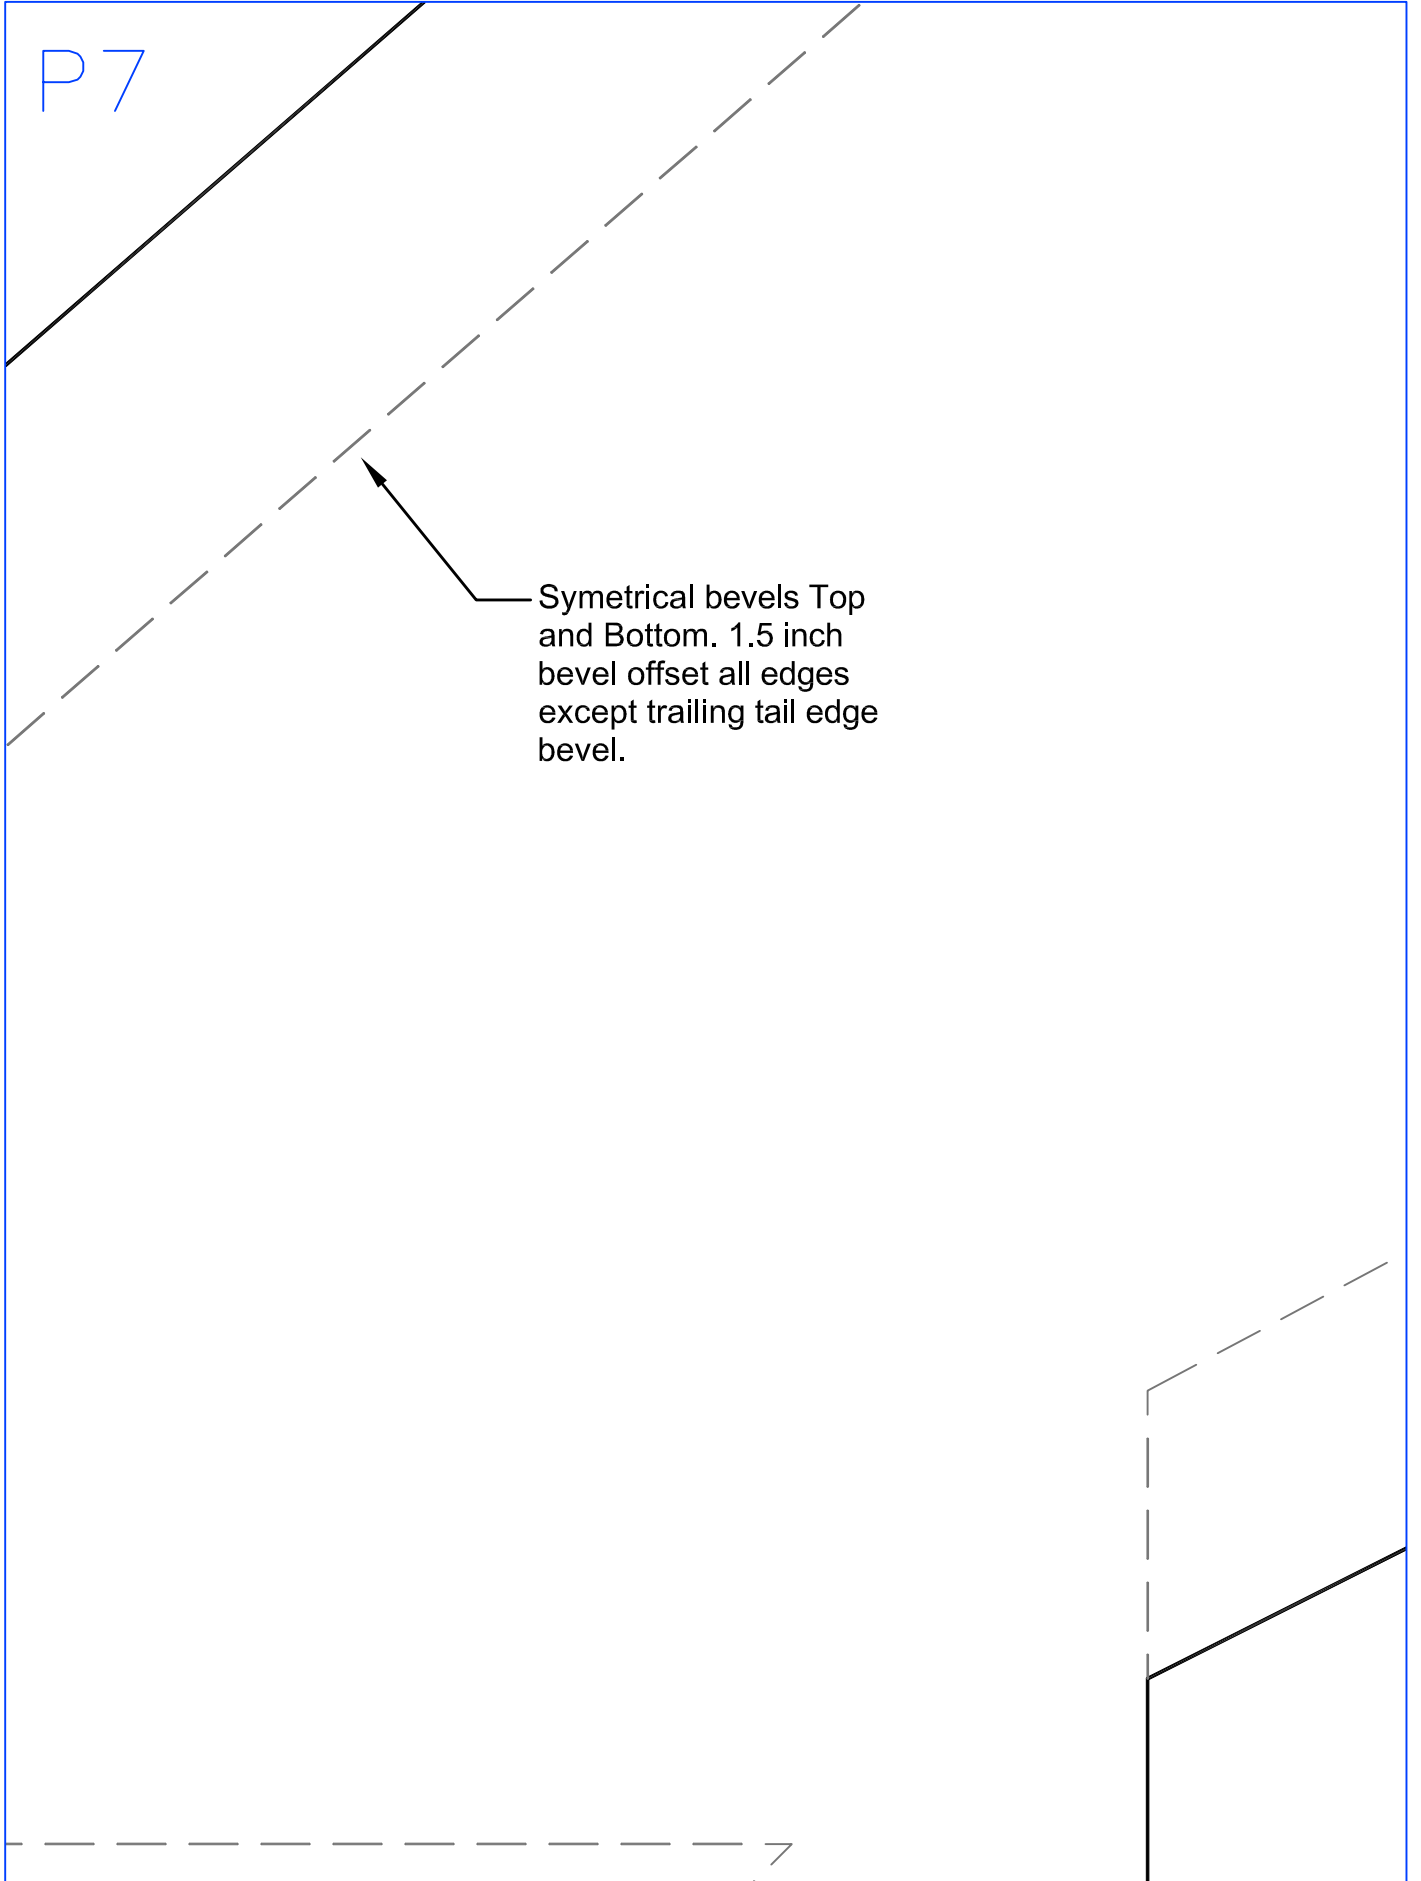 P7
Symetrical bevels Top
and Bottom. 1.5 inch
bevel offset all edges
except trailing tail edge
bevel.